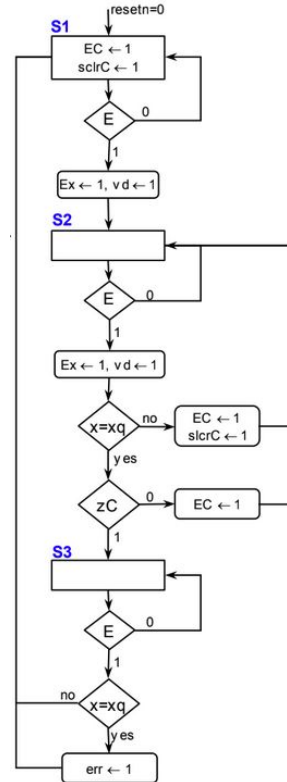 resetn=0
S1
EC ← 1
sclrC ← 1
E
0
1
Ex ← 1, vd ← 1
S2
E
0
1
Ex ← 1, vd ← 1
x=xq
no
EC ← 1
slcrC ← 1
yes
zC
0
EC ← 1
1
S3
E
0
1
no
x=xq
yes
err ← 1